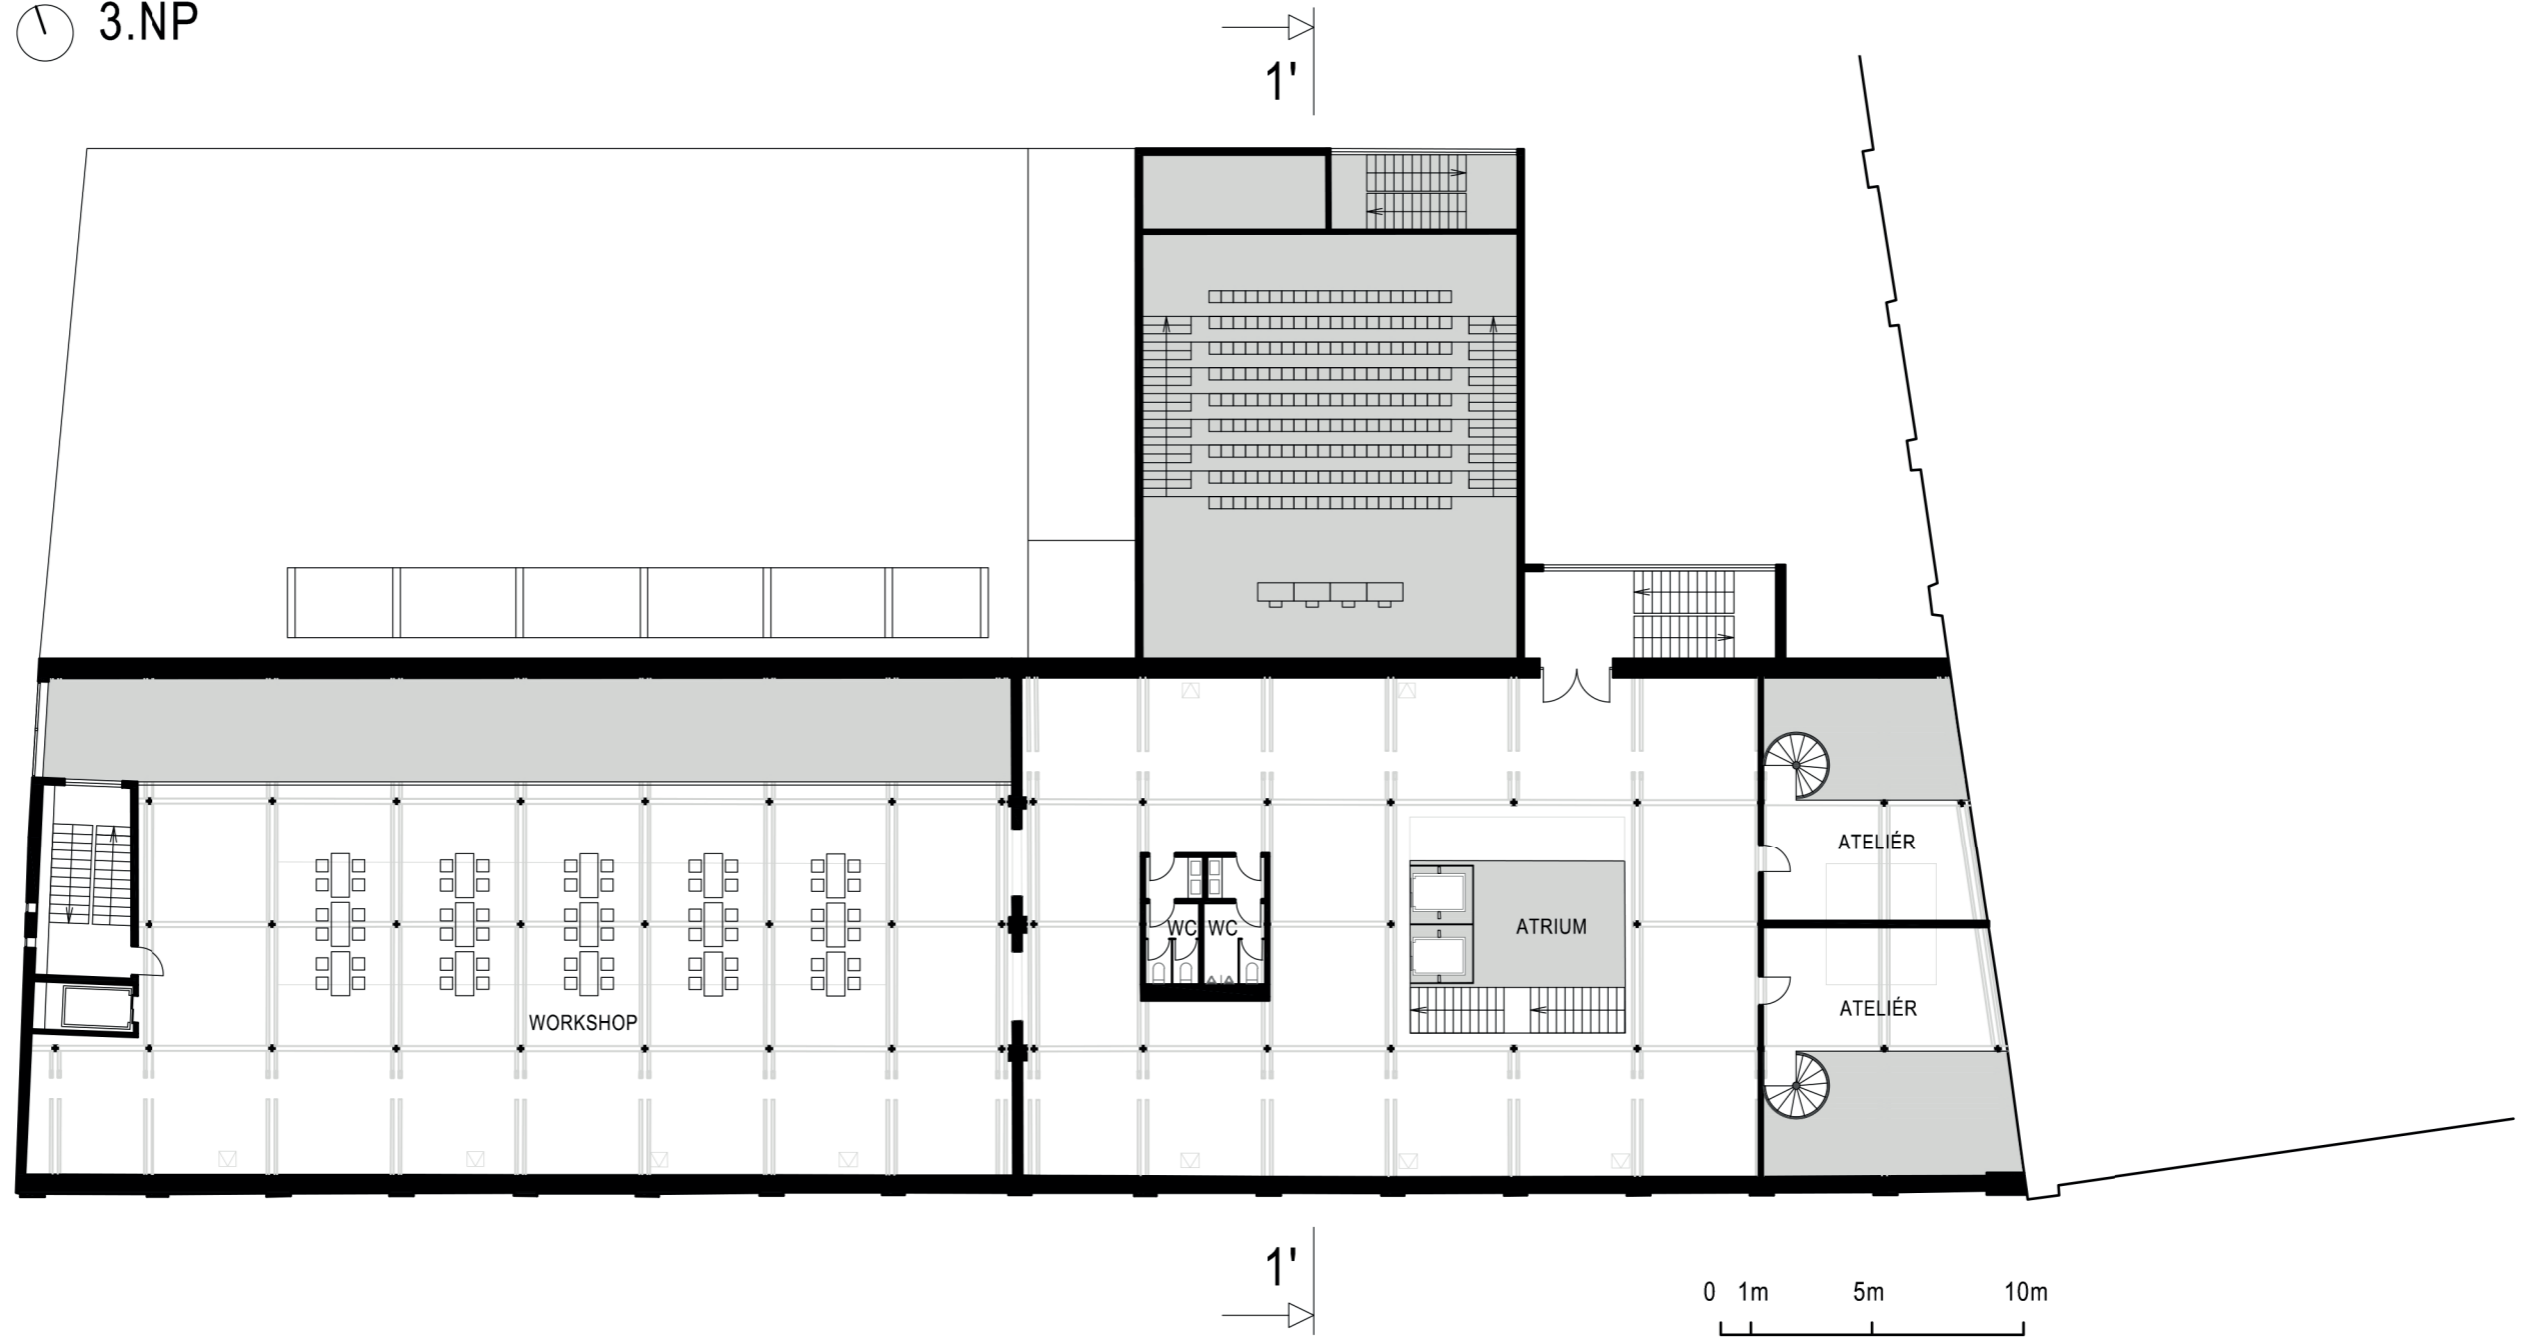 3.NP
1'
ATELIÉR
WC WC
ATRIUM
ATELIÉR
WORKSHOP
1'
0 1m 5m 10m